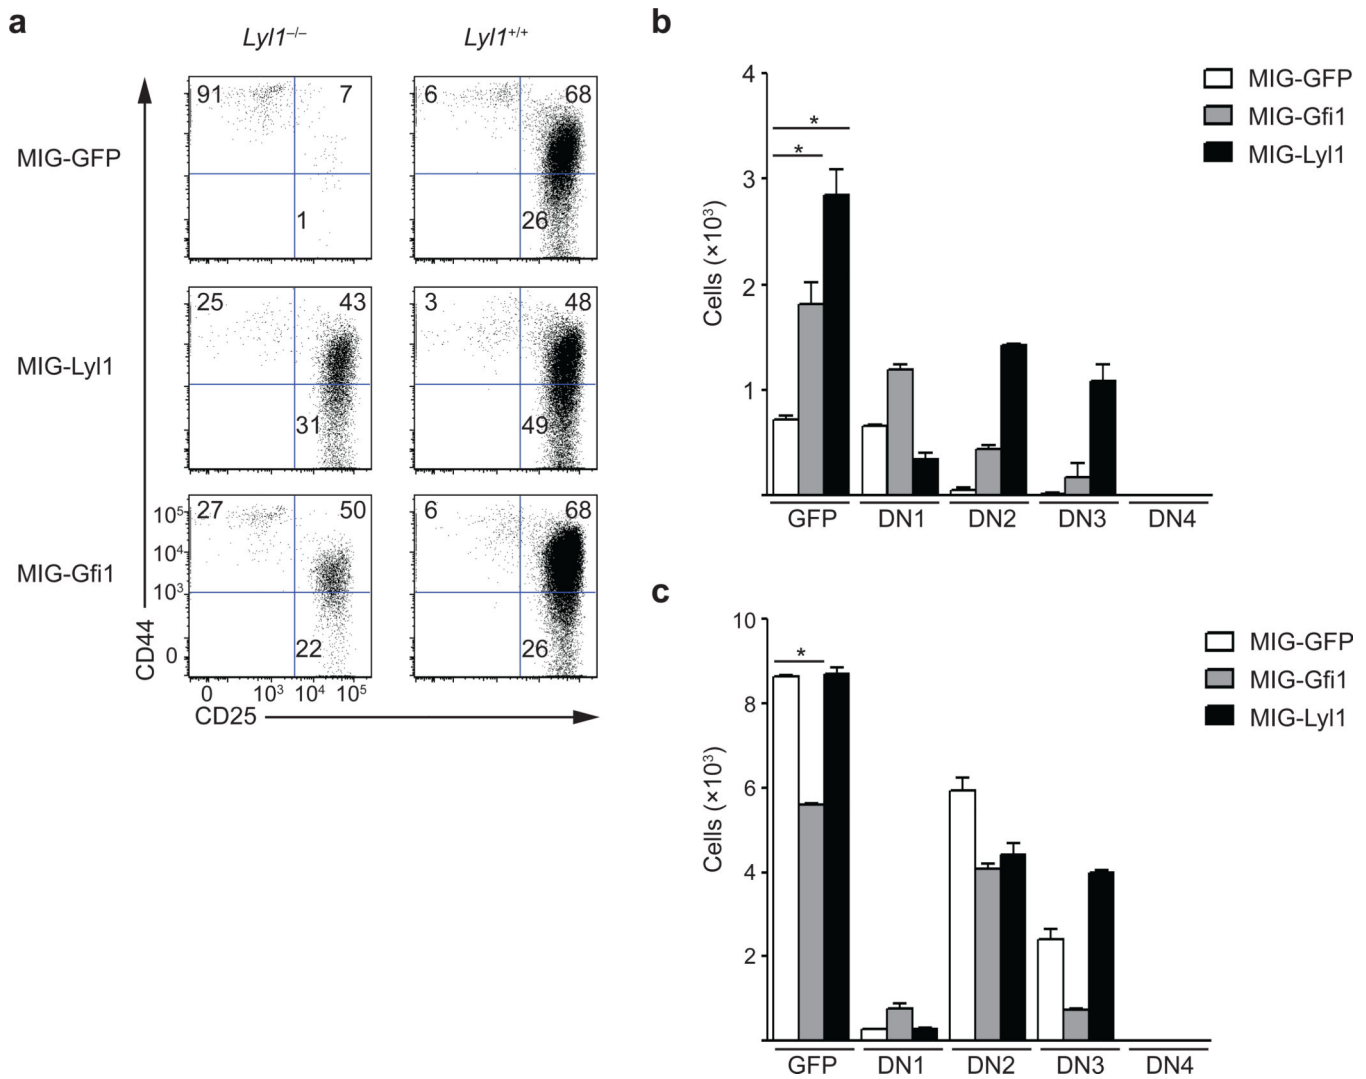 a
Lyl1–/–
Lyl1+/+
MIG-GFP
91
7
1
6
68
26
MIG-Lyl1
25
43
31
3
48
49
MIG-Gfi1
27
50
22
6
68
26
10⁵
10⁴
10³
0
CD44
0
10³
10⁴
10⁵
CD25
b
4
3
2
1
Cells (×10³)
*
*
MIG-GFP
MIG-Gfi1
MIG-Lyl1
GFP
DN1
DN2
DN3
DN4
c
10
8
6
4
2
Cells (×10³)
*
MIG-GFP
MIG-Gfi1
MIG-Lyl1
GFP
DN1
DN2
DN3
DN4